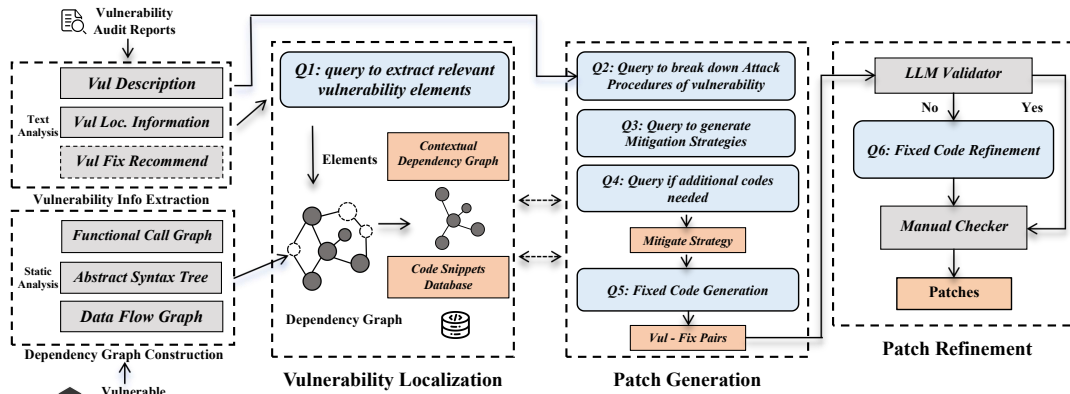 Vulnerability
Audit Reports
Vul Description
Text
Analysis
Vul Loc. Information
Vul Fix Recommend
Vulnerability Info Extraction
Functional Call Graph
Static
Analysis
Abstract Syntax Tree
Data Flow Graph
Dependency Graph Construction
Vulnerable
Q1: query to extract relevant
vulnerability elements
Elements
Contextual
Dependency Graph
Code Snippets
Database
Dependency Graph
Vulnerability Localization
Q2: Query to break down Attack
Procedures of vulnerability
Q3: Query to generate
Mitigation Strategies
Q4: Query if additional codes
needed
Mitigate Strategy
Q5: Fixed Code Generation
Vul - Fix Pairs
Patch Generation
LLM Validator
No
Yes
Q6: Fixed Code Refinement
Manual Checker
Patches
Patch Refinement